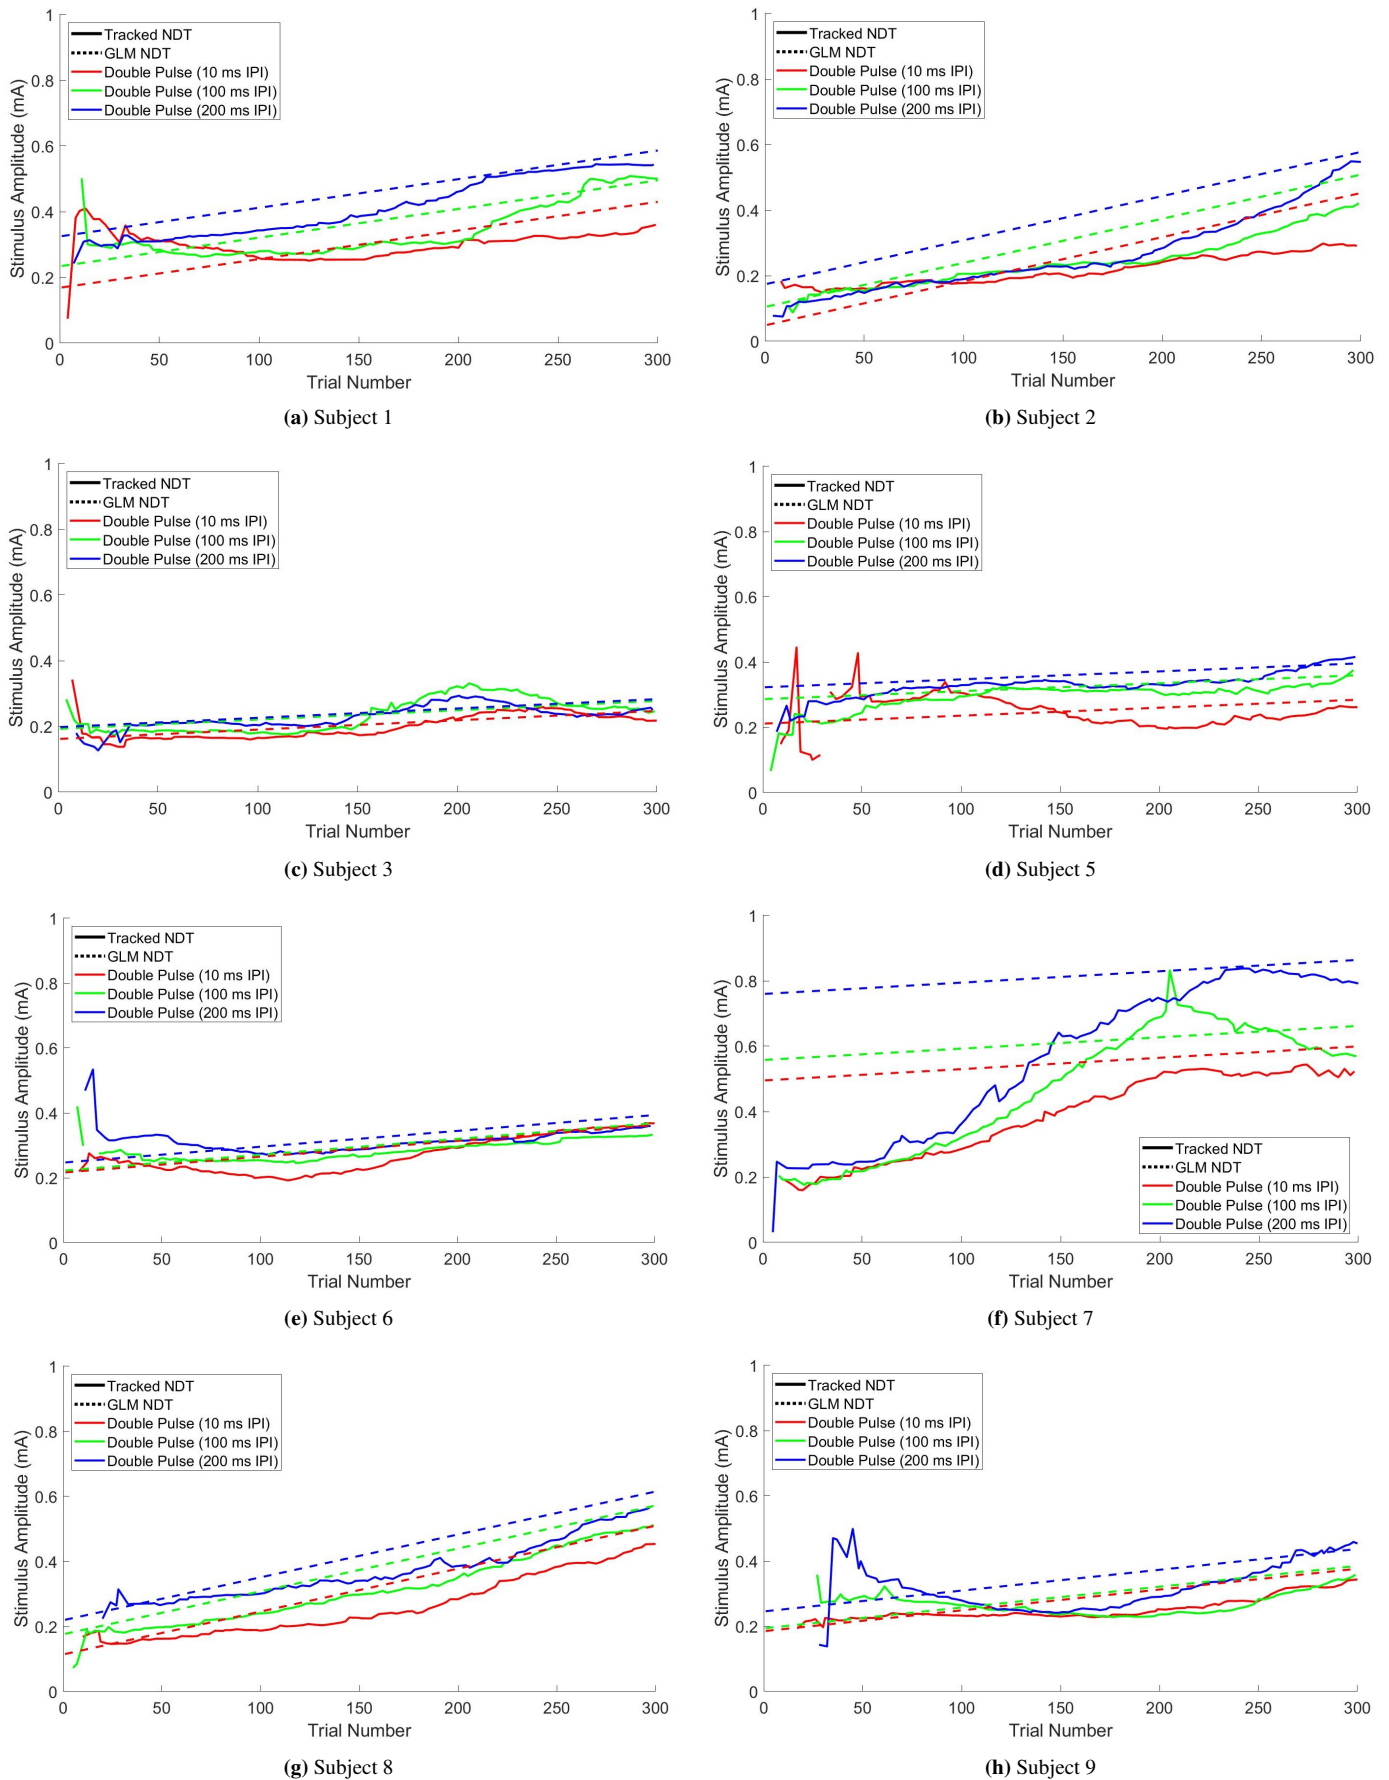 1
0.8
0.6
0.4
0.2
0
Stimulus Amplitude (mA)
Tracked NDT
GLM NDT
Double Pulse (10 ms IPI)
Double Pulse (100 ms IPI)
Double Pulse (200 ms IPI)
0 50 100 150 200 250 300
Trial Number
(a) Subject 1
1
0.8
0.6
0.4
0.2
0
Stimulus Amplitude (mA)
Tracked NDT
GLM NDT
Double Pulse (10 ms IPI)
Double Pulse (100 ms IPI)
Double Pulse (200 ms IPI)
0 50 100 150 200 250 300
Trial Number
(b) Subject 2
1
0.8
0.6
0.4
0.2
0
Stimulus Amplitude (mA)
Tracked NDT
GLM NDT
Double Pulse (10 ms IPI)
Double Pulse (100 ms IPI)
Double Pulse (200 ms IPI)
0 50 100 150 200 250 300
Trial Number
(c) Subject 3
1
0.8
0.6
0.4
0.2
0
Stimulus Amplitude (mA)
Tracked NDT
GLM NDT
Double Pulse (10 ms IPI)
Double Pulse (100 ms IPI)
Double Pulse (200 ms IPI)
0 50 100 150 200 250 300
Trial Number
(d) Subject 5
1
0.8
0.6
0.4
0.2
0
Stimulus Amplitude (mA)
Tracked NDT
GLM NDT
Double Pulse (10 ms IPI)
Double Pulse (100 ms IPI)
Double Pulse (200 ms IPI)
0 50 100 150 200 250 300
Trial Number
(e) Subject 6
1
0.8
0.6
0.4
0.2
0
Stimulus Amplitude (mA)
Tracked NDT
GLM NDT
Double Pulse (10 ms IPI)
Double Pulse (100 ms IPI)
Double Pulse (200 ms IPI)
0 50 100 150 200 250 300
Trial Number
(f) Subject 7
1
0.8
0.6
0.4
0.2
0
Stimulus Amplitude (mA)
Tracked NDT
GLM NDT
Double Pulse (10 ms IPI)
Double Pulse (100 ms IPI)
Double Pulse (200 ms IPI)
0 50 100 150 200 250 300
Trial Number
(g) Subject 8
1
0.8
0.6
0.4
0.2
0
Stimulus Amplitude (mA)
Tracked NDT
GLM NDT
Double Pulse (10 ms IPI)
Double Pulse (100 ms IPI)
Double Pulse (200 ms IPI)
0 50 100 150 200 250 300
Trial Number
(h) Subject 9